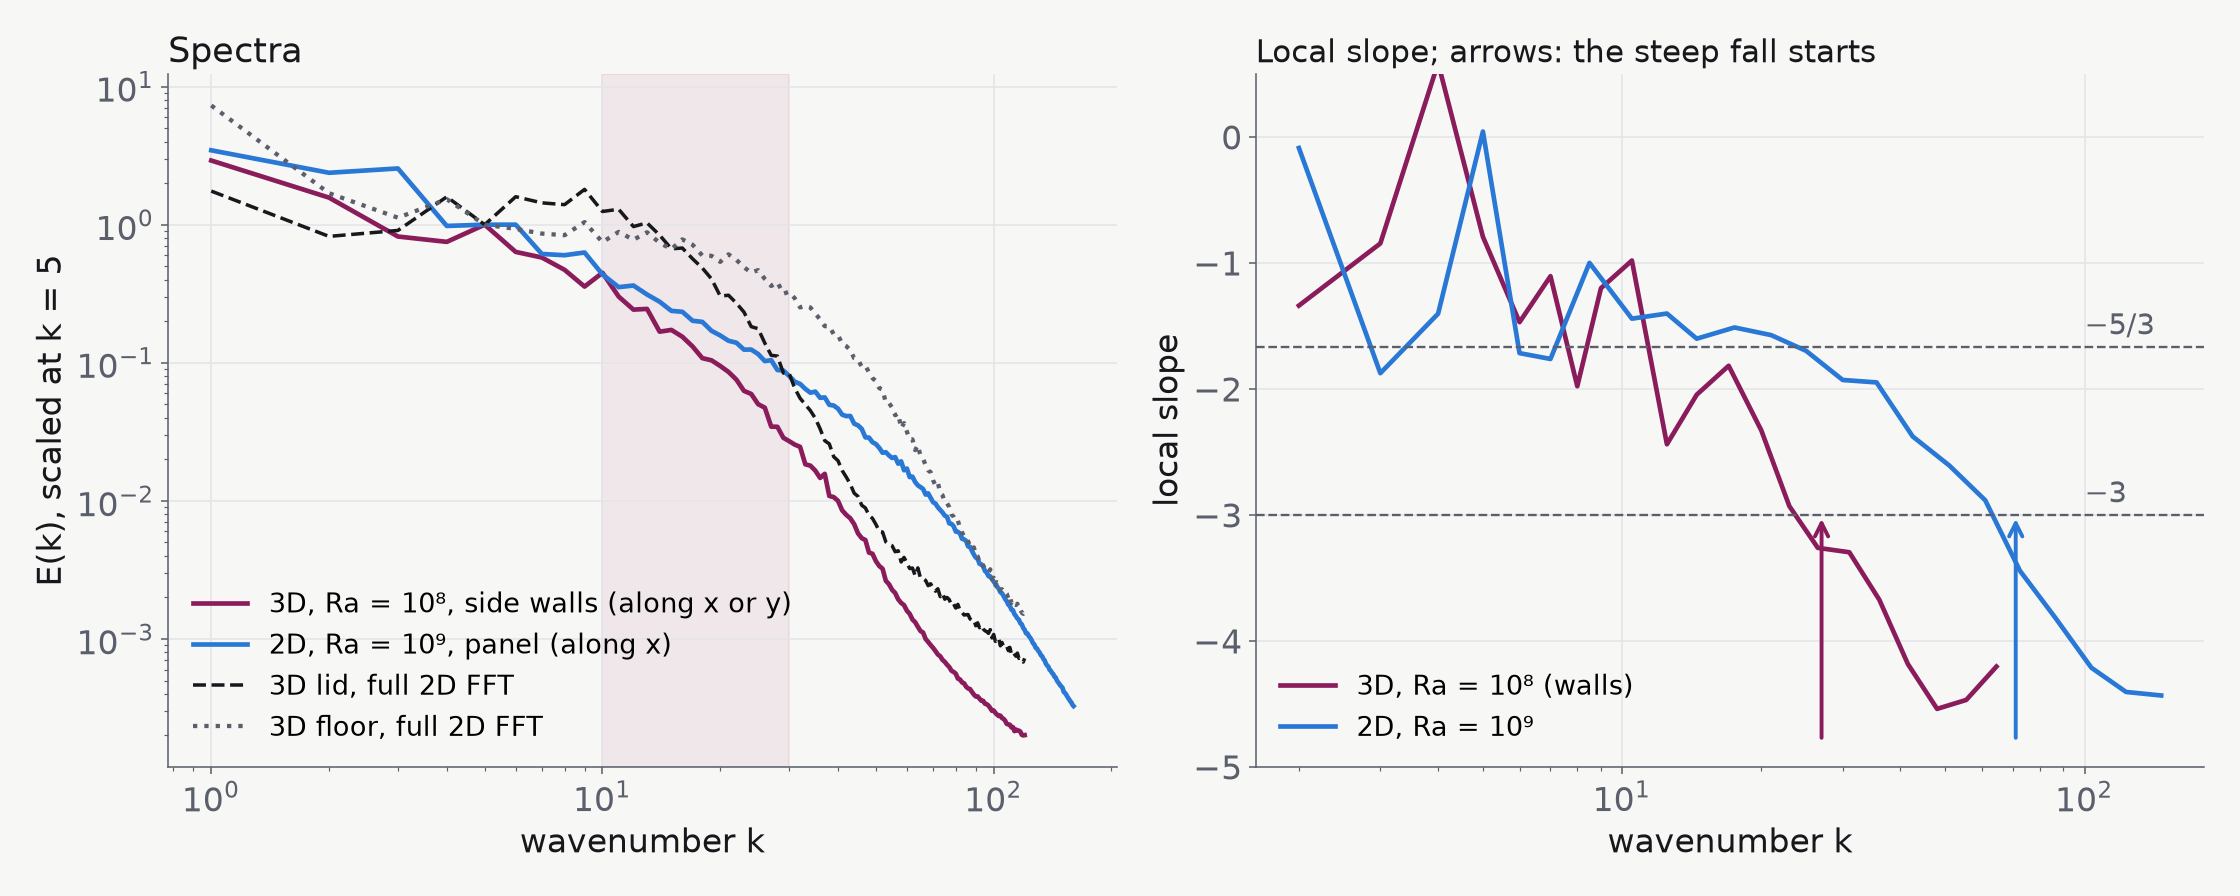 Spectra
E(k), scaled at k = 5
10¹
10⁰
10⁻¹
10⁻²
10⁻³
3D, Ra = 10⁸, side walls (along x or y)
2D, Ra = 10⁹, panel (along x)
3D lid, full 2D FFT
3D floor, full 2D FFT
10⁰
10¹
10²
wavenumber k
Local slope; arrows: the steep fall starts
local slope
0
−1
−2
−3
−4
−5
−5/3
−3
3D, Ra = 10⁸ (walls)
2D, Ra = 10⁹
10¹
10²
wavenumber k